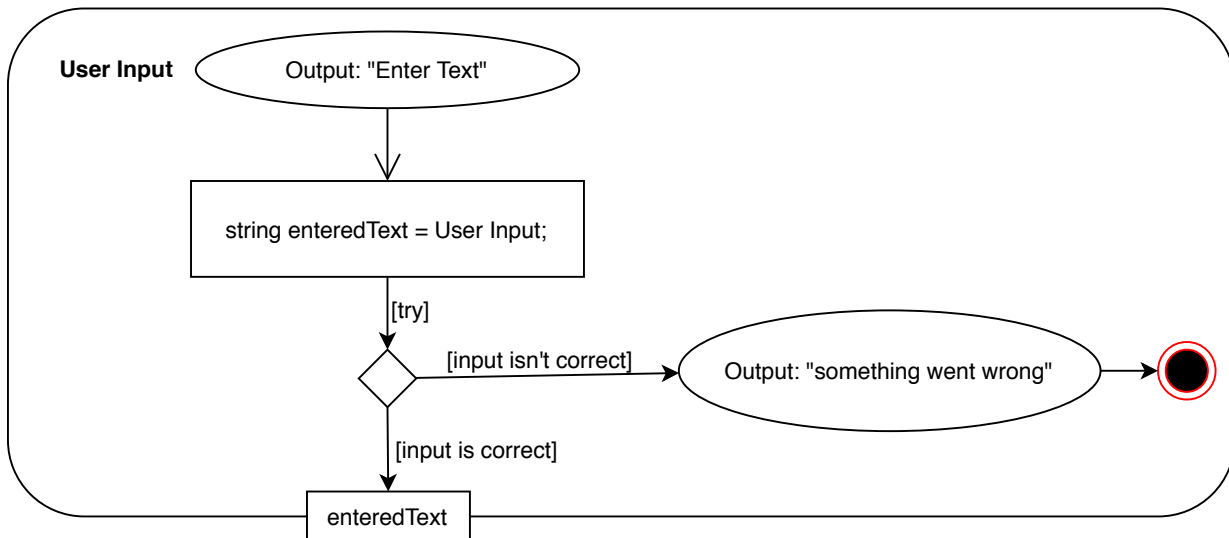 User Input
Output: "Enter Text"
string enteredText = User Input;
[try]
[input isn't correct]
Output: "something went wrong"
[input is correct]
enteredText